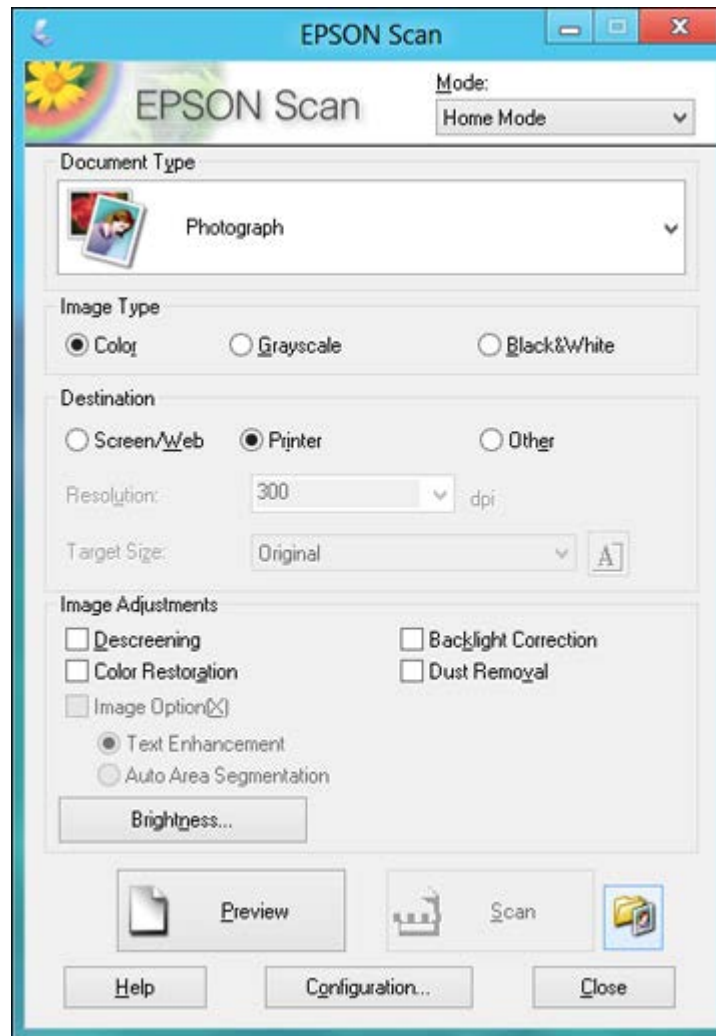 EPSON Scan
EPSON Scan
Mode:
Home Mode
Document Type
Photograph
Image Type
Color Grayscale Black&White
Destination
Screen/Web Printer Other
Resolution: 300 dpi
Target Size: Original A
Image Adjustments
Descreening Backlight Correction
Color Restoration Dust Removal
Image Option(X)
Text Enhancement
Auto Area Segmentation
Brightness...
Preview Scan
Help Configuration... Close